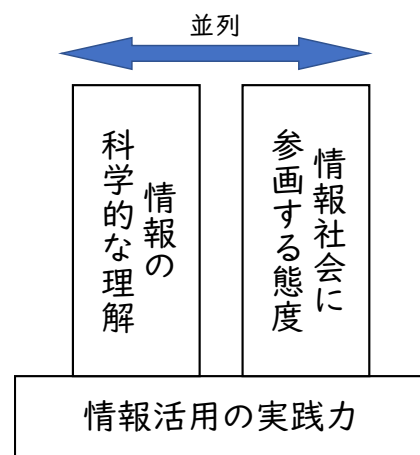 並列
情報の
科学的な理解
情報社会に
参画する態度
情報活用の実践力